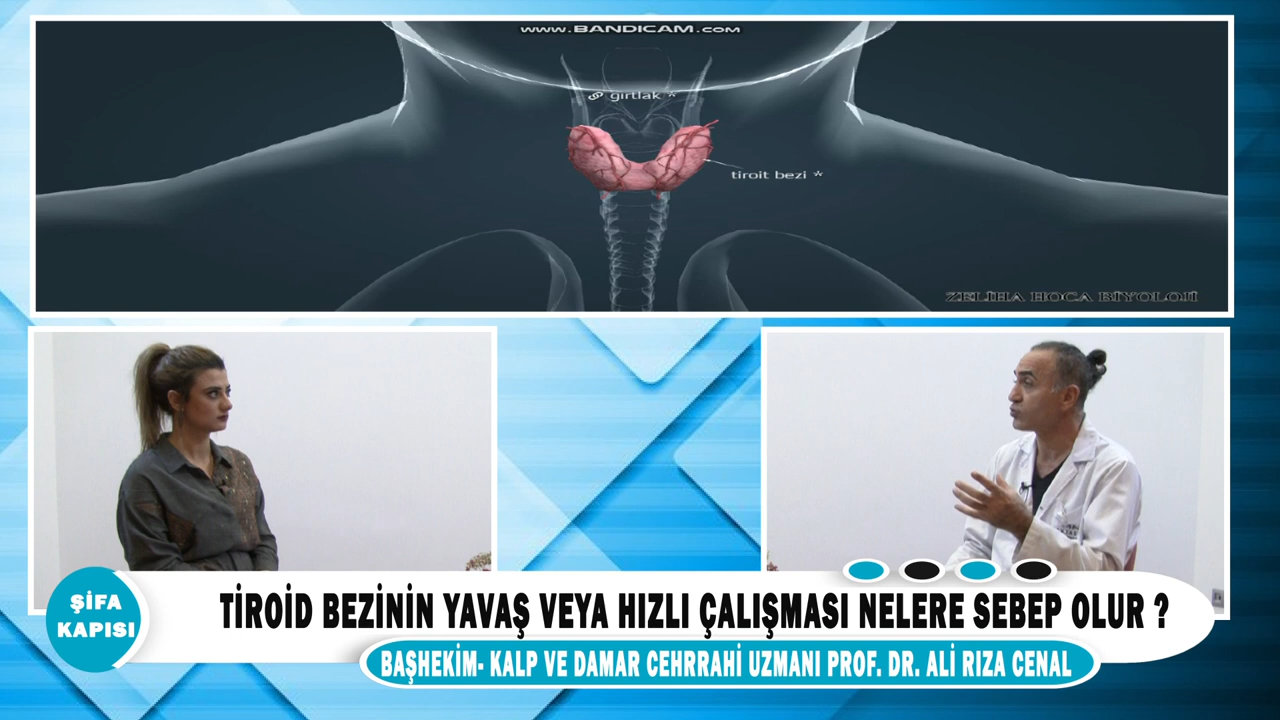 www.BANDICAM.com
gırtlak *
tiroit bezi *
ZELİHA HOCA BİYOLOJİ
ŞİFA
KAPISI
TİROİD BEZİNİN YAVAŞ VEYA HIZLI ÇALIŞMASI NELERE SEBEP OLUR ?
BAŞHEKİM- KALP VE DAMAR CEHRRAHİ UZMANI PROF. DR. ALİ RIZA CENAL